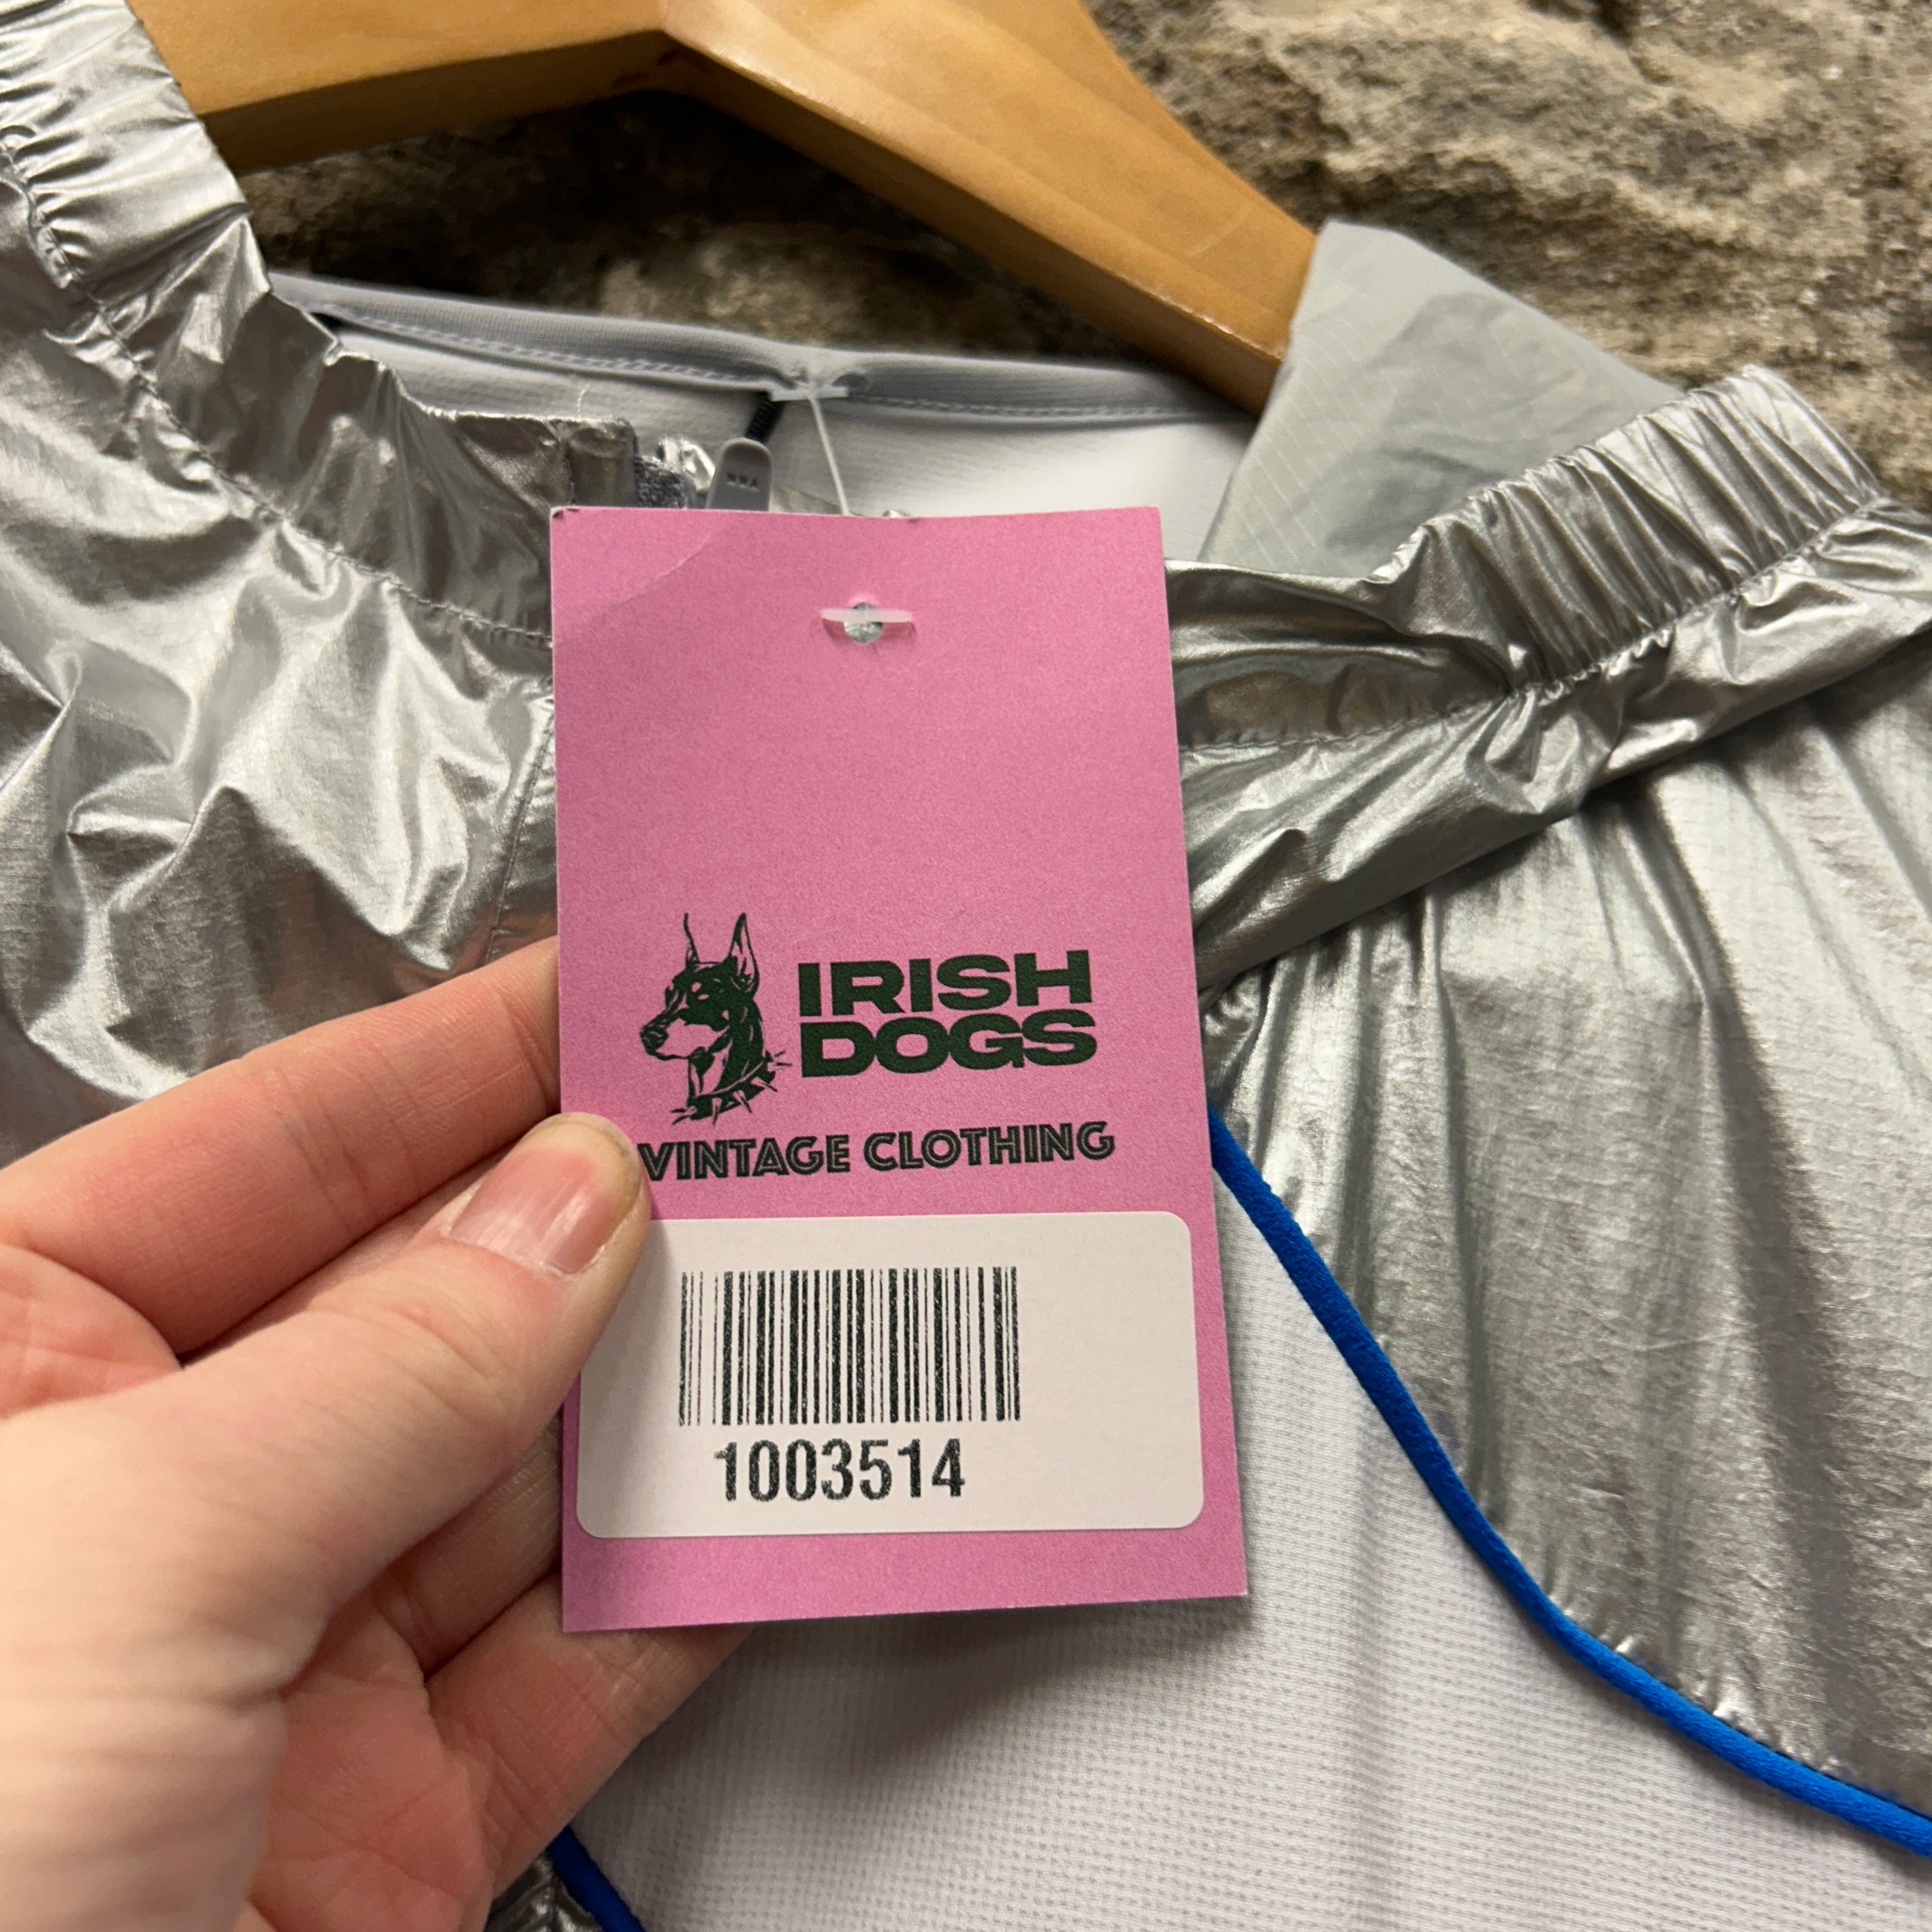 IRISH
DOGS
VINTAGE CLOTHING
1003514